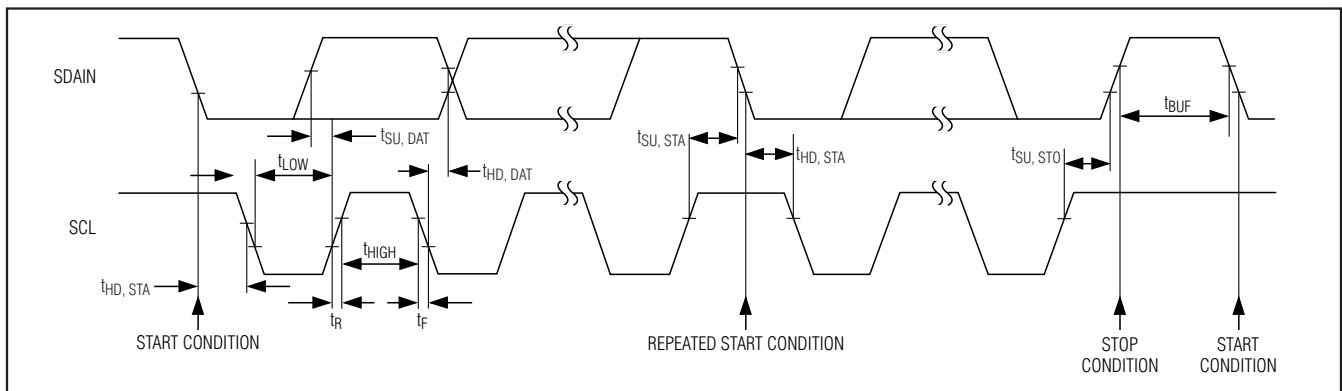 SDAIN
tSU, DAT
tLOW
tHD, DAT
tSU, STA
tHD, STA
tBUF
tSU, STO
SCL
tHIGH
tHD, STA
tR
tF
START CONDITION
REPEATED START CONDITION
STOP
CONDITION
START
CONDITION